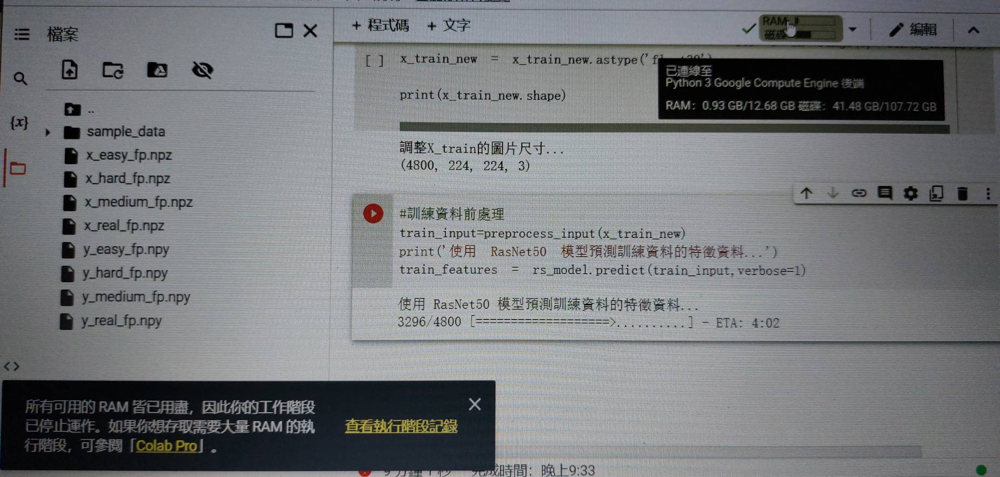 檔案
+ 程式碼 + 文字
RAM
磁碟
編輯
[ ] x_train_new = x_train_new.astype('f
print(x_train_new.shape)
已連線至
Python 3 Google Compute Engine 後端
RAM: 0.93 GB/12.68 GB 磁碟: 41.48 GB/107.72 GB
..
sample_data
x_easy_fp.npz
x_hard_fp.npz
x_medium_fp.npz
x_real_fp.npz
y_easy_fp.npy
y_hard_fp.npy
y_medium_fp.npy
y_real_fp.npy
{x}
<>
調整X_train的圖片尺寸...
(4800, 224, 224, 3)
#訓練資料前處理
train_input=preprocess_input(x_train_new)
print('使用 RasNet50 模型預測訓練資料的特徵資料...')
train_features = rs_model.predict(train_input,verbose=1)
使用 RasNet50 模型預測訓練資料的特徵資料...
3296/4800 [===================>..........] - ETA: 4:02
所有可用的 RAM 皆已用盡，因此你的工作階段
已停止運作。如果你想存取需要大量 RAM 的執
行階段，可參閱「Colab Pro」。
查看執行階段記錄
完成時間：晚上9:33